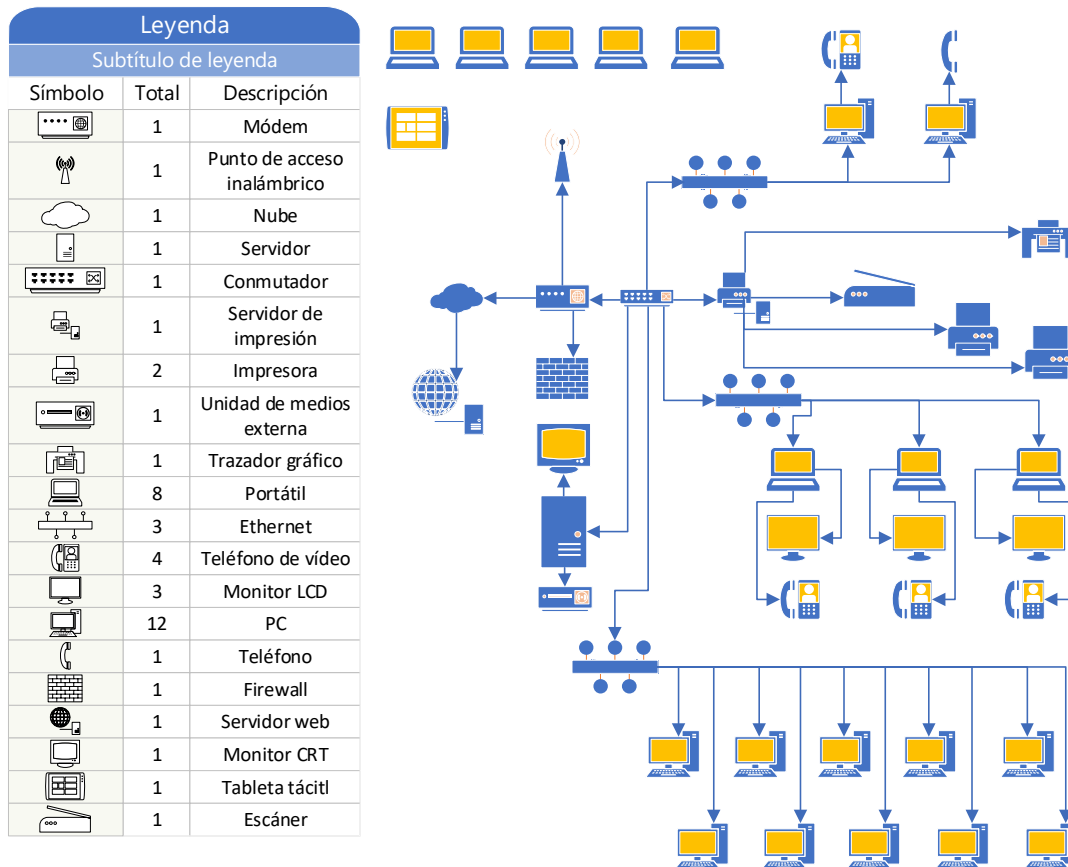 Leyenda
Subtítulo de leyenda
Símbolo Total Descripción
1 Módem
1 Punto de acceso
inalámbrico
1 Nube
1 Servidor
1 Conmutador
1 Servidor de
impresión
2 Impresora
1 Unidad de medios
externa
1 Trazador gráfico
8 Portátil
3 Ethernet
4 Teléfono de vídeo
3 Monitor LCD
12 PC
1 Teléfono
1 Firewall
1 Servidor web
1 Monitor CRT
1 Tableta tácitl
1 Escáner